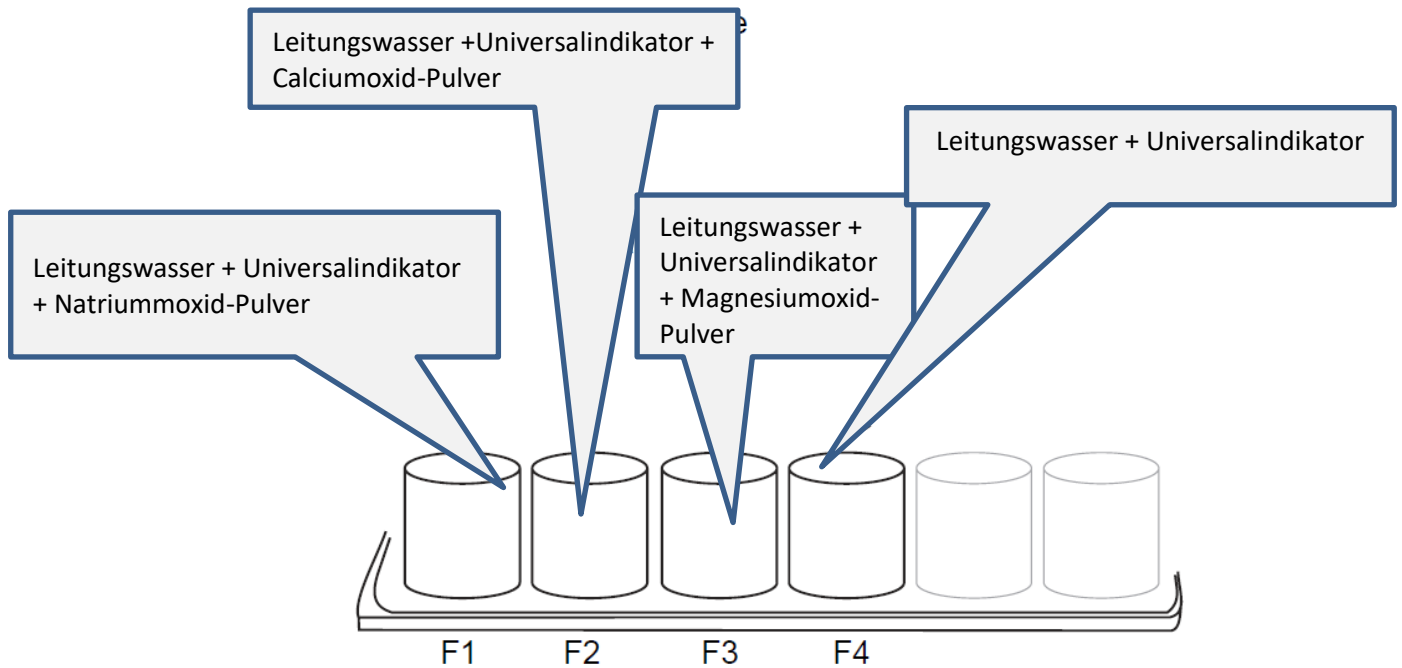 Leitungswasser +Universalindikator +
Calciumoxid-Pulver
Leitungswasser + Universalindikator
Leitungswasser + Universalindikator
+ Natriummoxid-Pulver
Leitungswasser +
Universalindikator
+ Magnesiumoxid-
Pulver
F1 F2 F3 F4